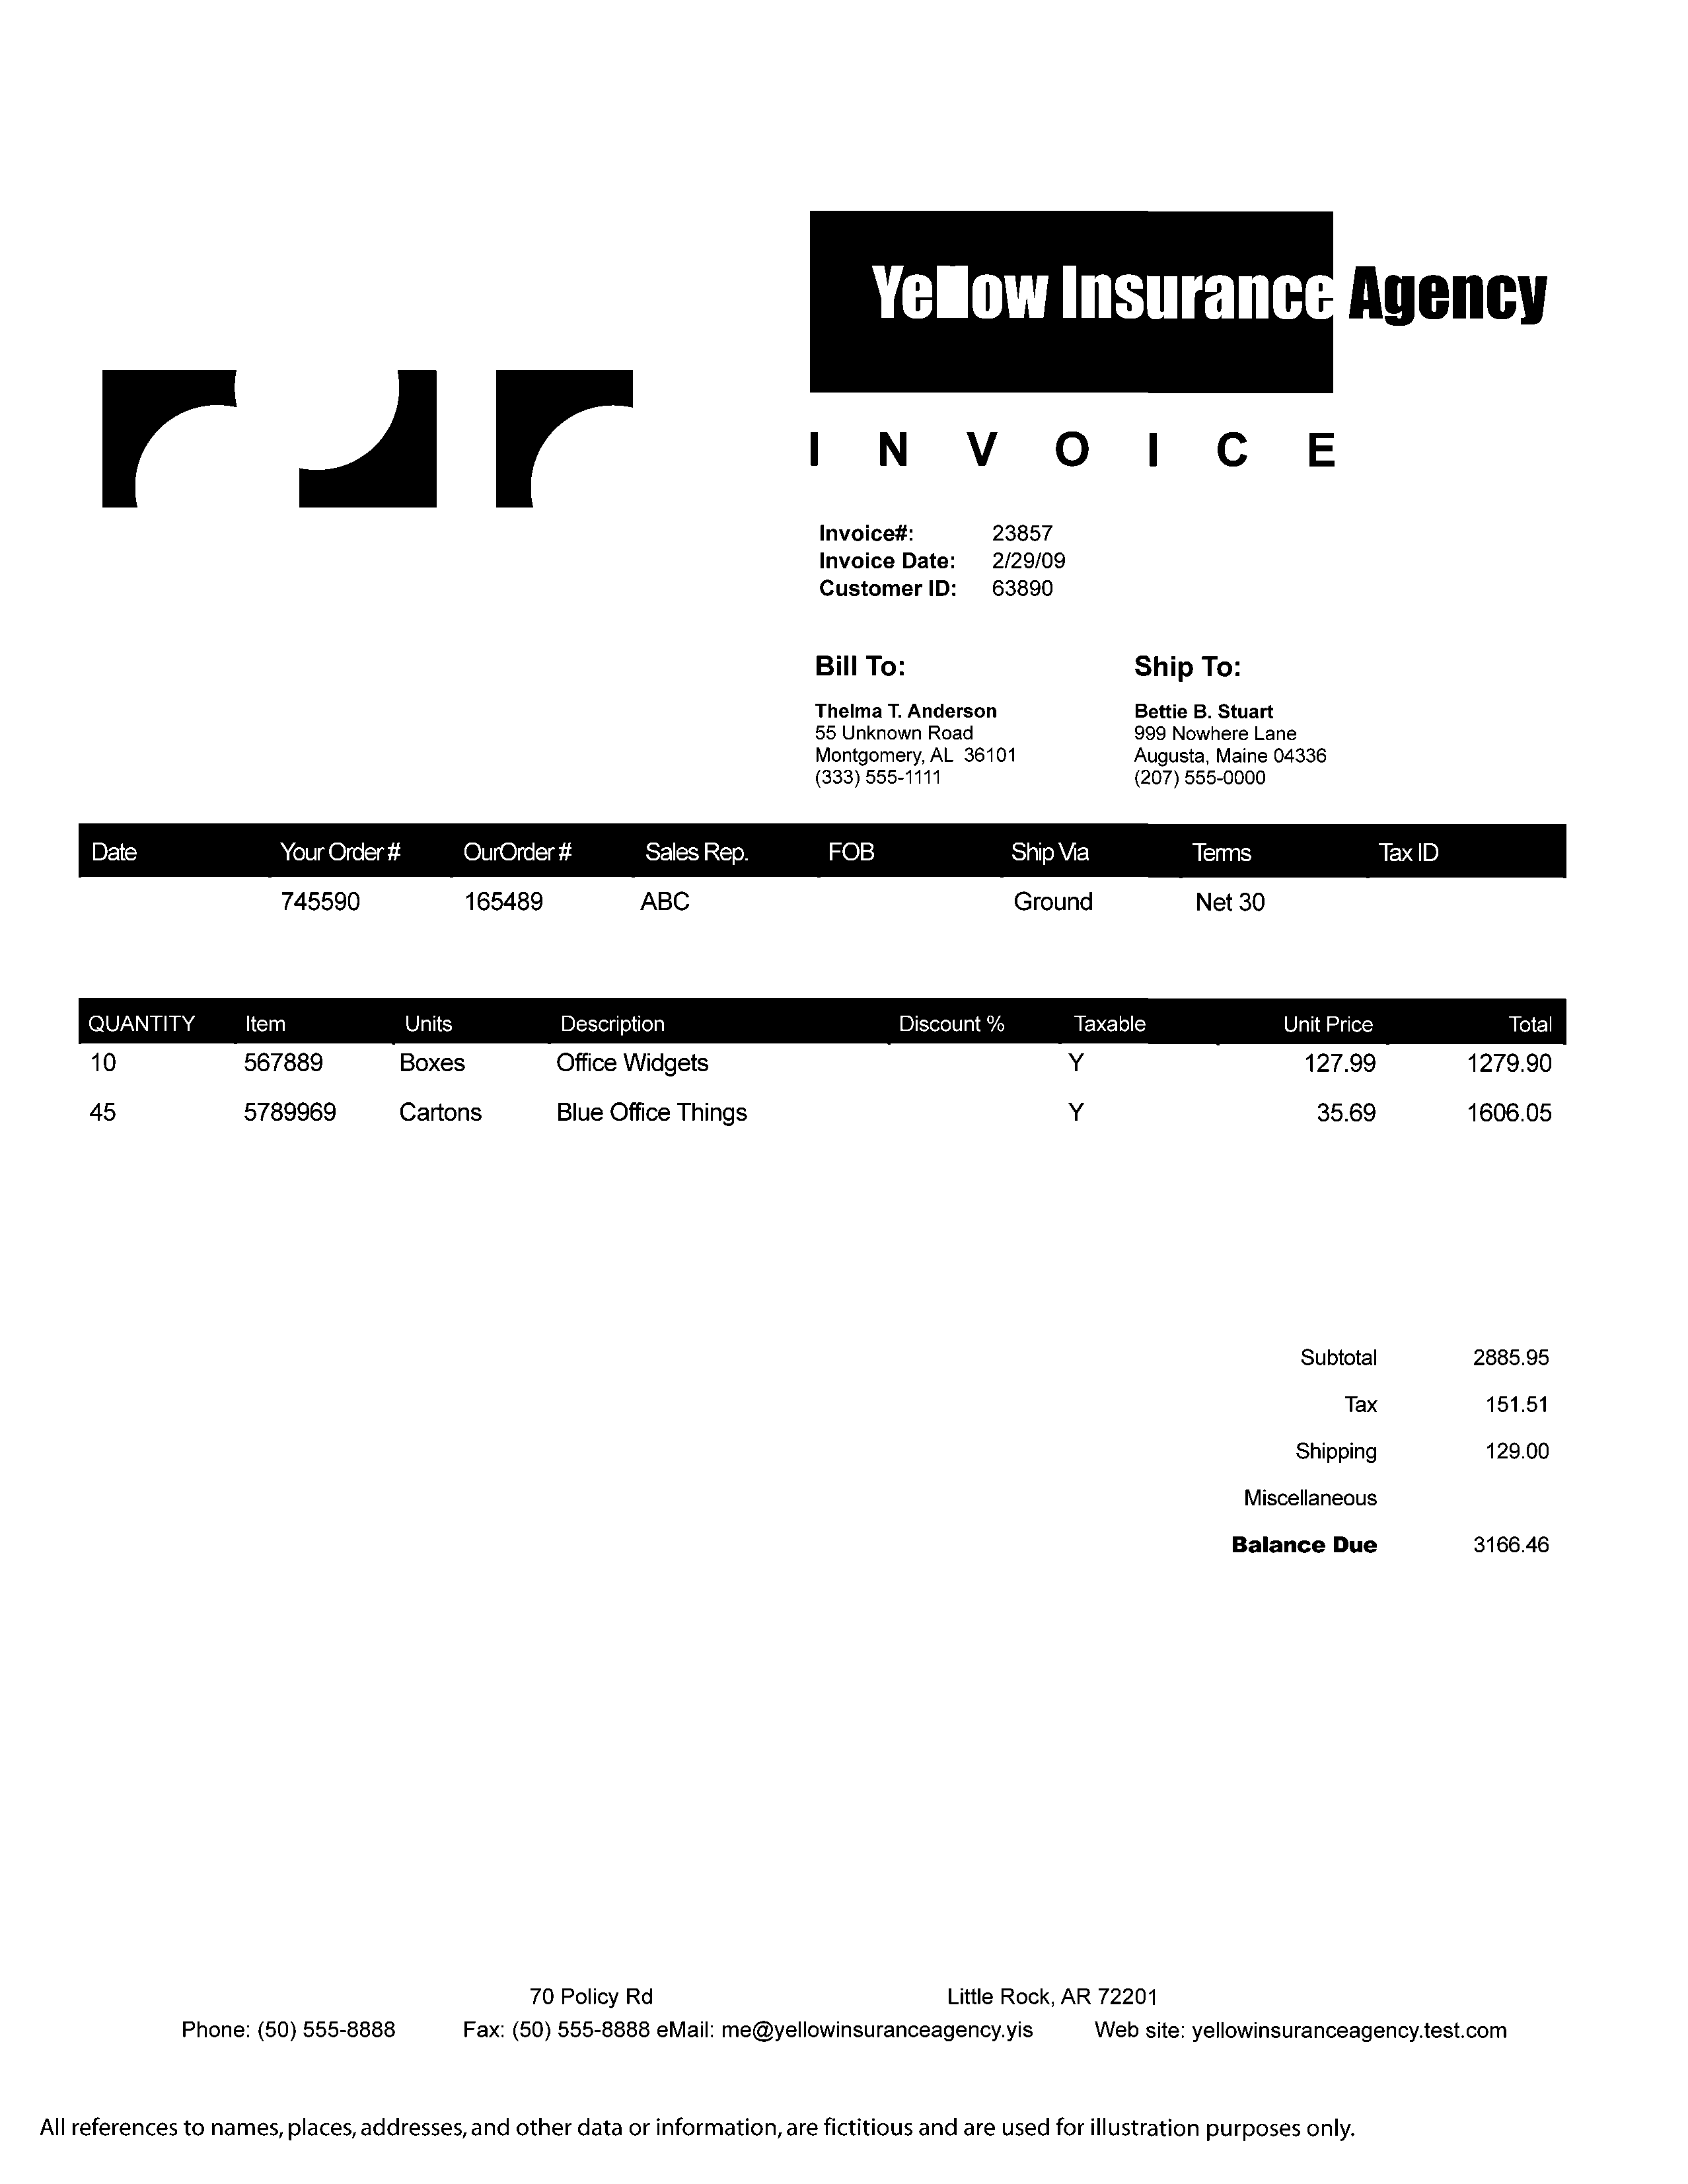 Yellow Insurance Agency
I N V O I C E
Invoice#: 23857
Invoice Date: 2/29/09
Customer ID: 63890
Bill To: Ship To:
Thelma T. Anderson Bettie B. Stuart
55 Unknown Road 999 Nowhere Lane
Montgomery, AL 36101 Augusta, Maine 04336
(333) 555-1111 (207) 555-0000
Date Your Order # OurOrder # Sales Rep. FOB Ship Via Terms Tax ID
745590 165489 ABC Ground Net 30
QUANTITY Item Units Description Discount % Taxable Unit Price Total
10 567889 Boxes Office Widgets Y 127.99 1279.90
45 5789969 Cartons Blue Office Things Y 35.69 1606.05
Subtotal 2885.95
Tax 151.51
Shipping 129.00
Miscellaneous
Balance Due 3166.46
70 Policy Rd Little Rock, AR 72201
Phone: (50) 555-8888 Fax: (50) 555-8888 eMail: me@yellowinsuranceagency.yis Web site: yellowinsuranceagency.test.com
All references to names, places, addresses, and other data or information, are fictitious and are used for illustration purposes only.